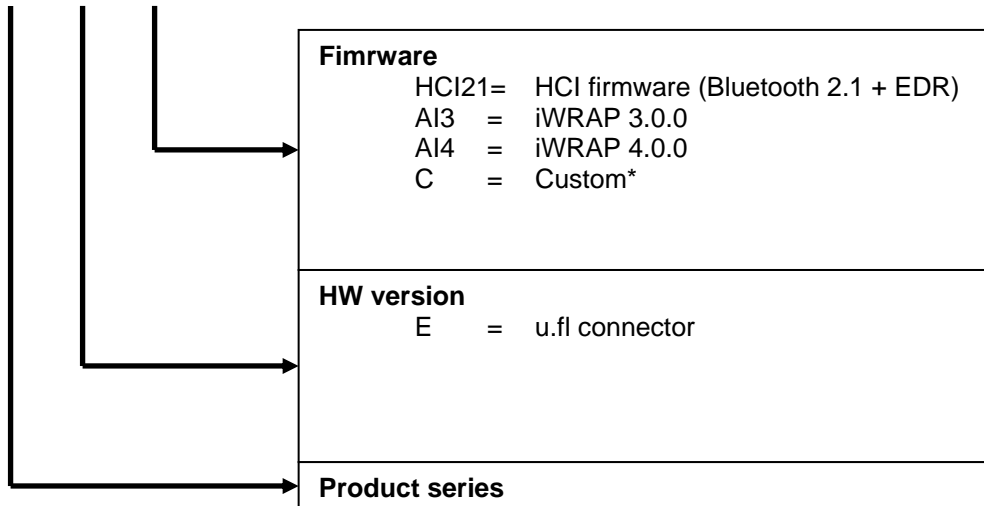 Fimrware
HCI21= HCI firmware (Bluetooth 2.1 + EDR)
AI3 = iWRAP 3.0.0
AI4 = iWRAP 4.0.0
C = Custom*
HW version
E = u.fl connector
Product series